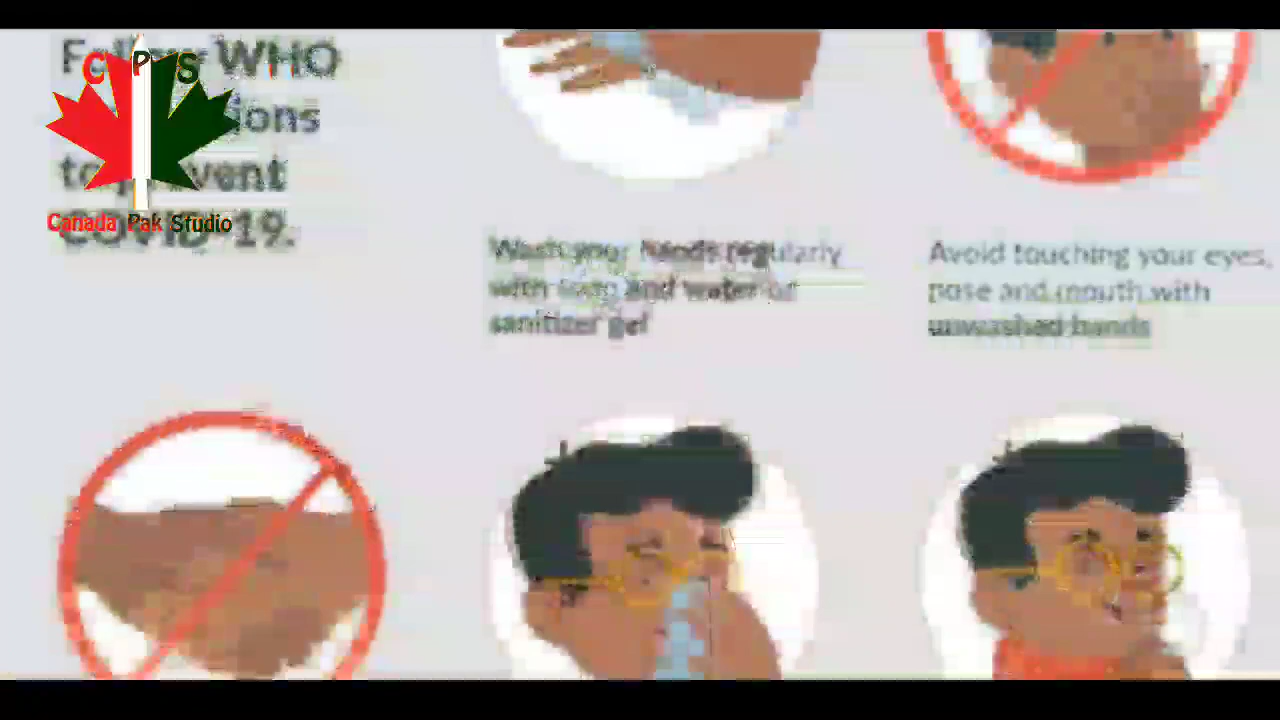 Follow WHO
to prevent
COVID 19.
C P S
Canada Pak Studio
Wash your hands regularly
with soap and water or
sanitizer gel
Avoid touching your eyes,
nose and mouth with
unwashed hands